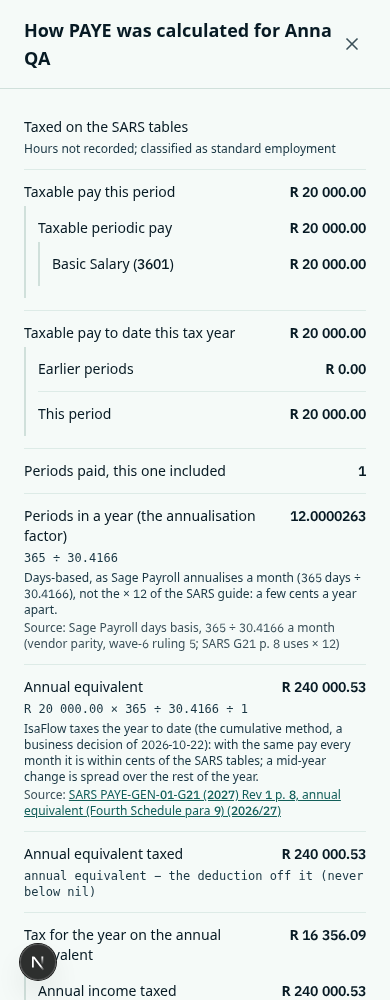 How PAYE was calculated for Anna
QA
Taxed on the SARS tables
Hours not recorded; classified as standard employment
Taxable pay this period R 20 000.00
Taxable periodic pay R 20 000.00
Basic Salary (3601) R 20 000.00
Taxable pay to date this tax year R 20 000.00
Earlier periods R 0.00
This period R 20 000.00
Periods paid, this one included 1
Periods in a year (the annualisation 12.0000263
factor)
365 ÷ 30.4166
Days-based, as Sage Payroll annualises a month (365 days ÷
30.4166), not the × 12 of the SARS guide: a few cents a year
apart.
Source: Sage Payroll days basis, 365 ÷ 30.4166 a month
(vendor parity, wave-6 ruling 5; SARS G21 p. 8 uses × 12)
Annual equivalent R 240 000.53
R 20 000.00 × 365 ÷ 30.4166 ÷ 1
IsaFlow taxes the year to date (the cumulative method, a
business decision of 2026-10-22): with the same pay every
month it is within cents of the SARS tables; a mid-year
change is spread over the rest of the year.
Source: SARS PAYE-GEN-01-G21 (2027) Rev 1 p. 8, annual
equivalent (Fourth Schedule para 9) (2026/27)
Annual equivalent taxed R 240 000.53
annual equivalent − the deduction off it (never
below nil)
Tax for the year on the annual R 16 356.09
N
Annual income taxed R 240 000.53